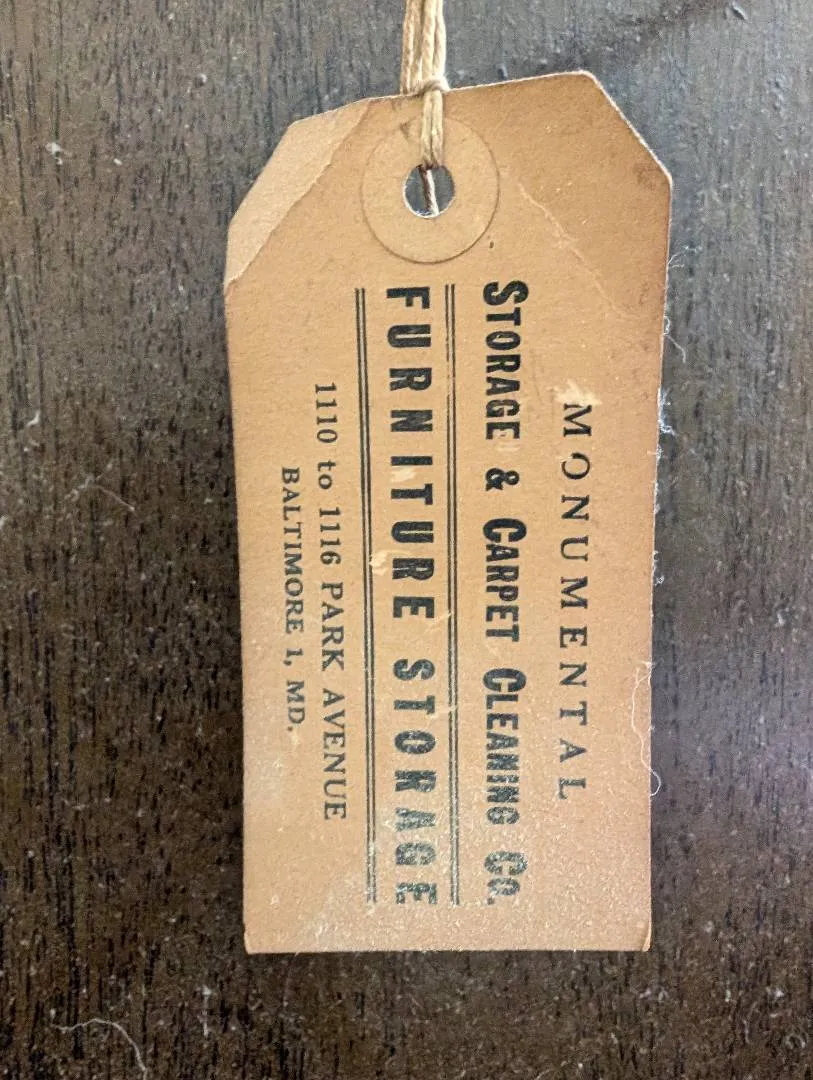 MONUMENTAL
STORAGE & CARPET CLEANING CO.
FURNITURE STORAGE
1110 to 1116 PARK AVENUE
BALTIMORE 1, MD.